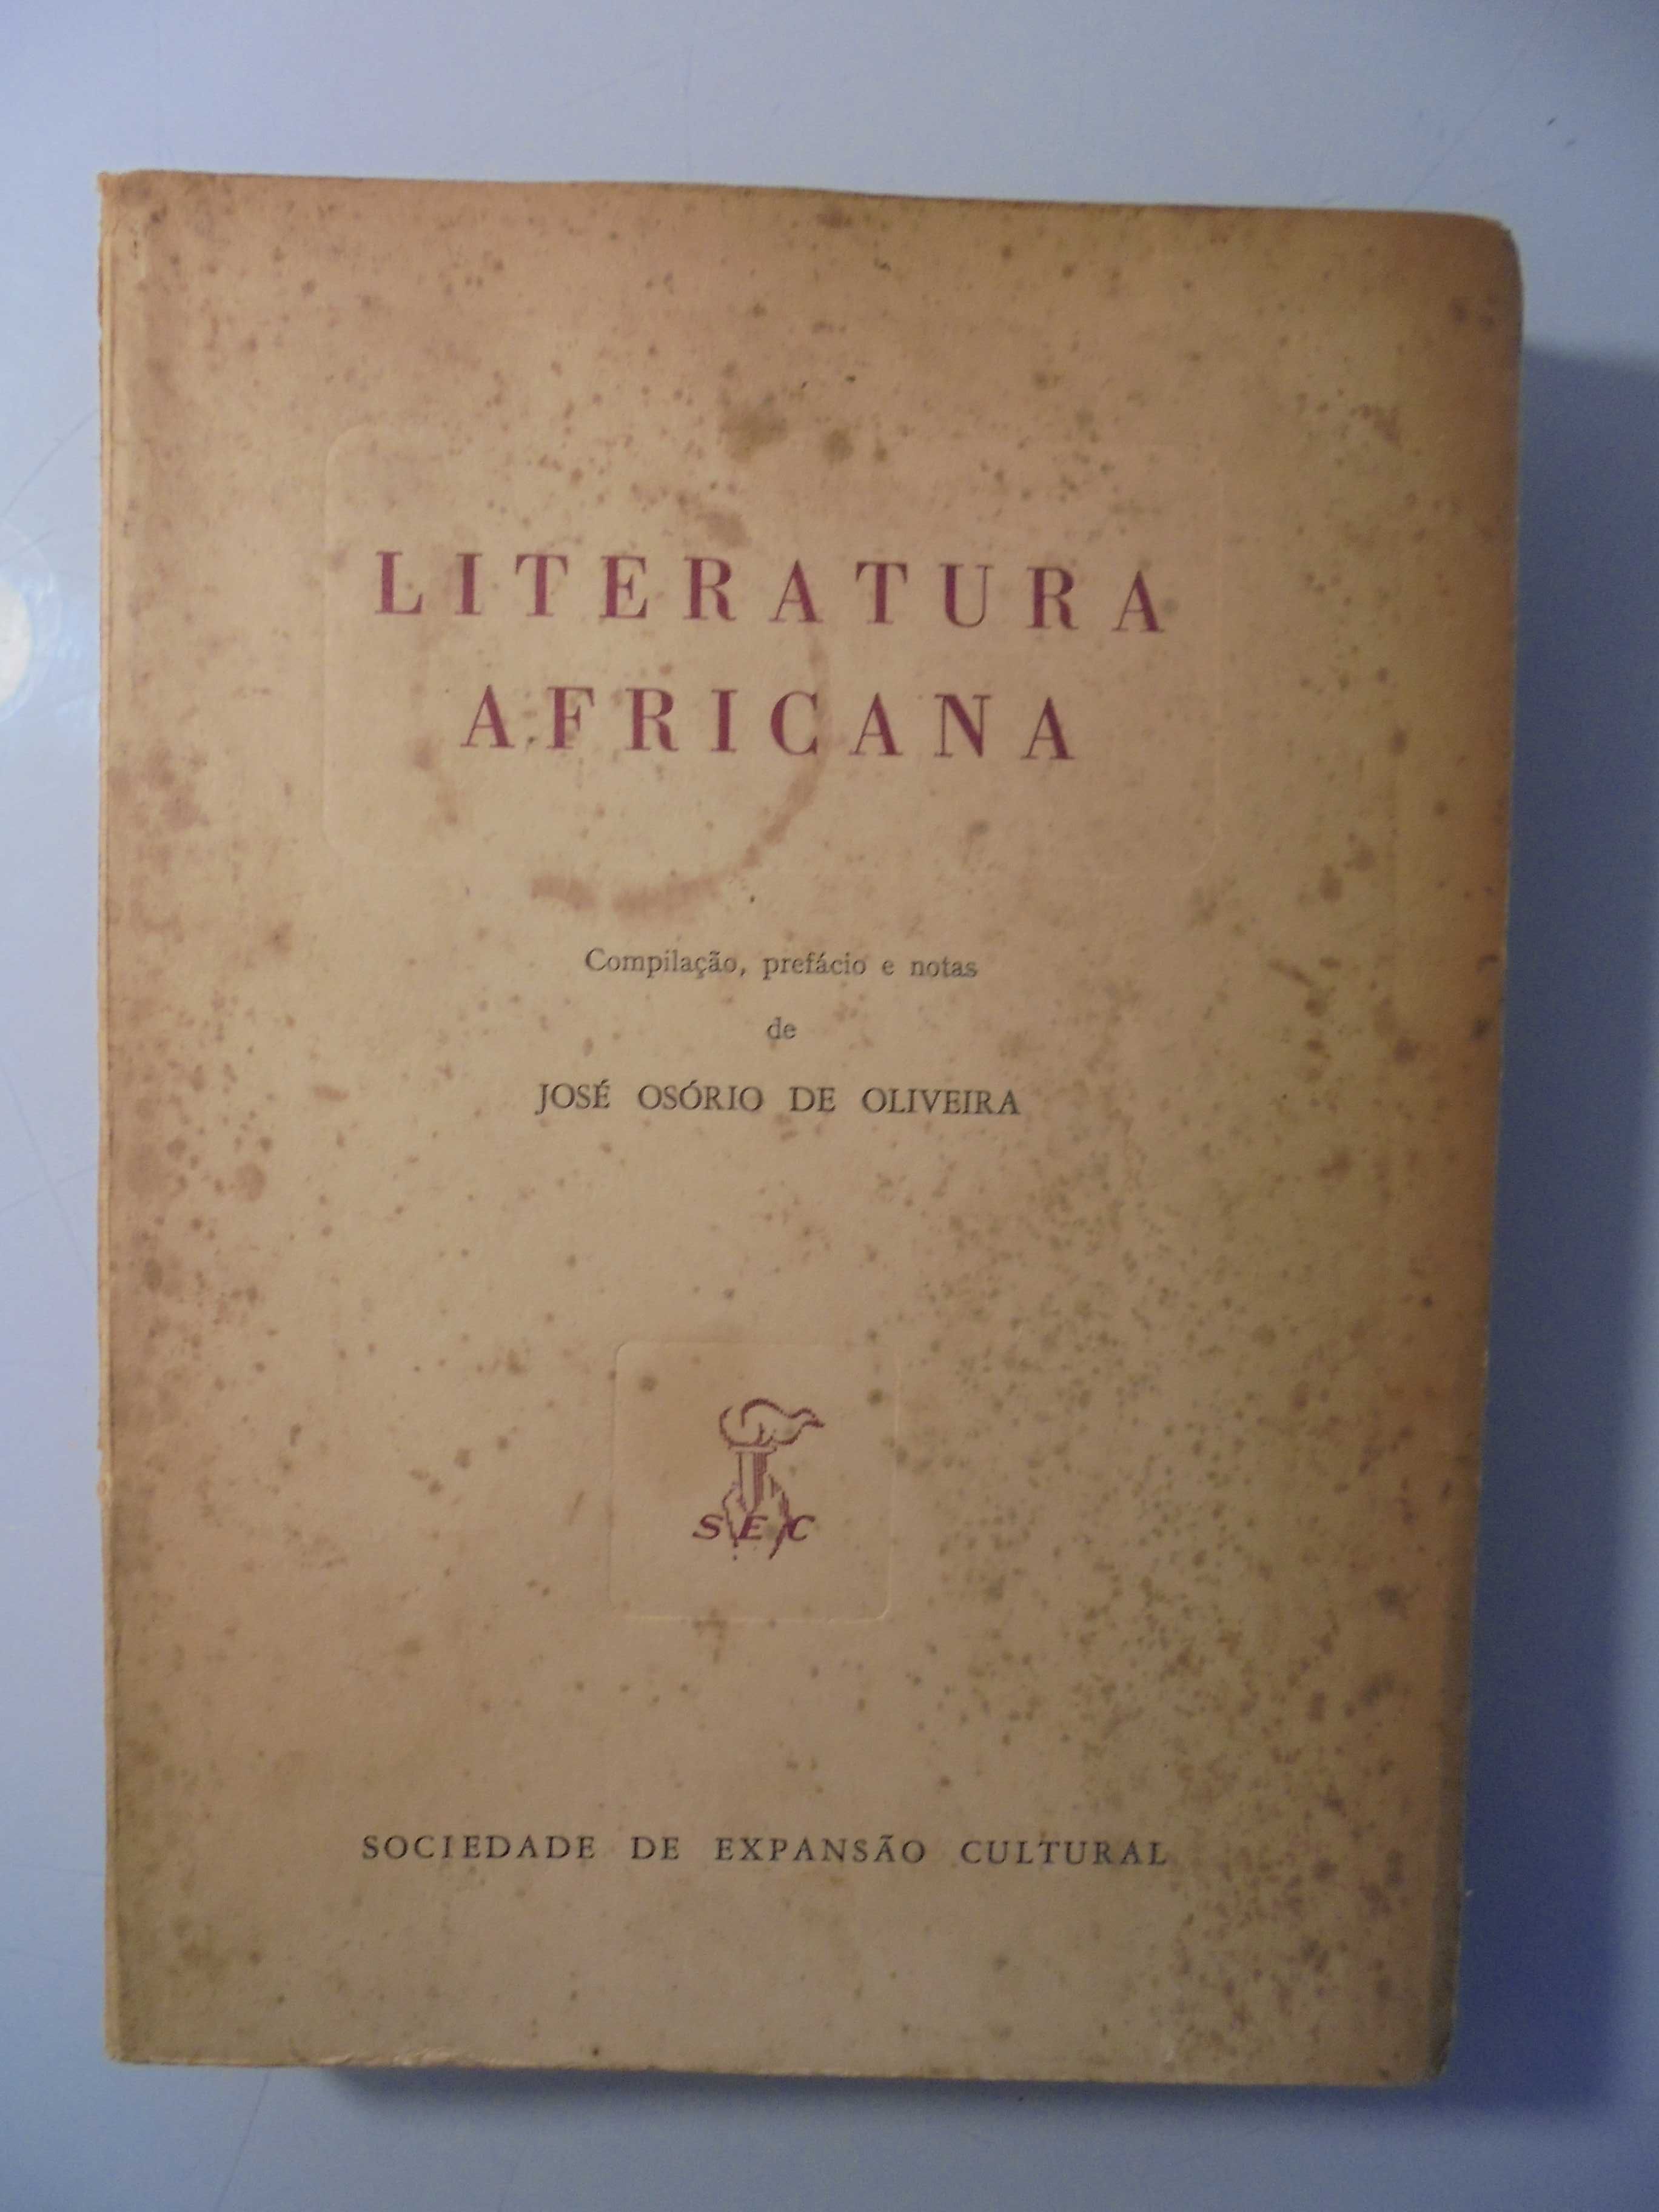 LITERATURA
AFRICANA
Compilação, prefácio e notas
de
JOSÉ OSÓRIO DE OLIVEIRA
SEC
SOCIEDADE DE EXPANSÃO CULTURAL